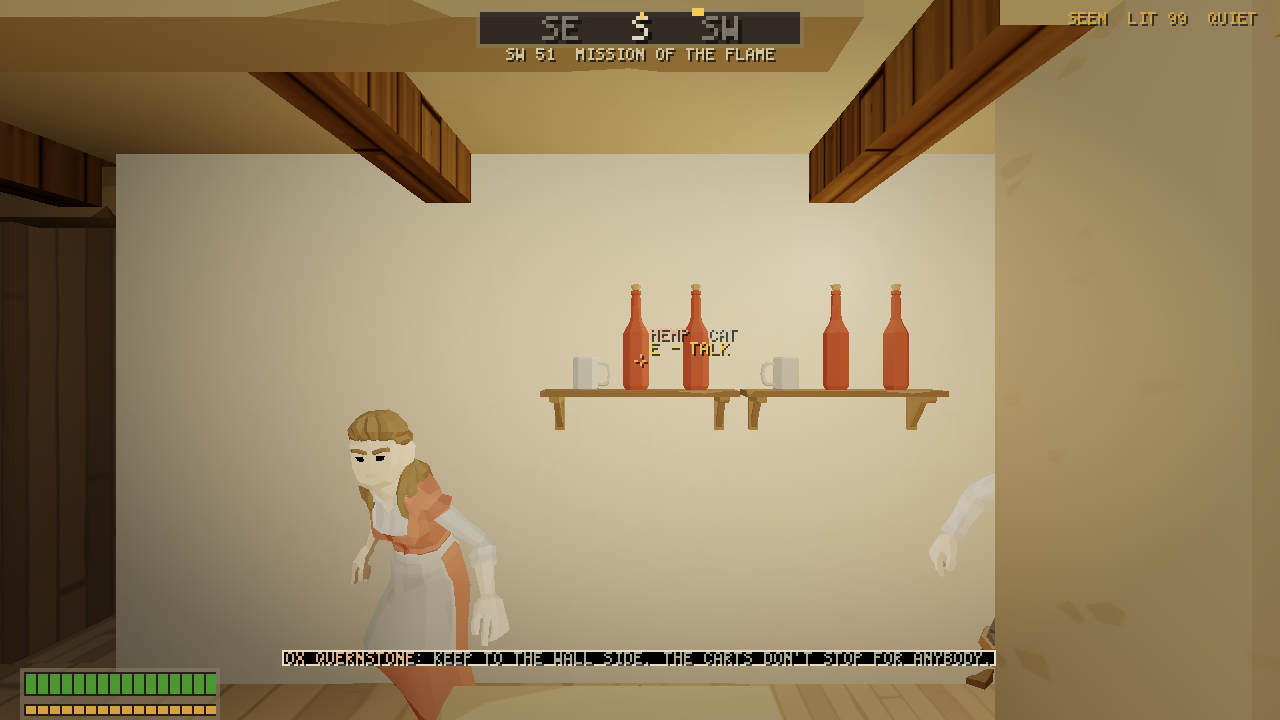 SE S SW
SW 51 MISSION OF THE FLAME
SEEN LIT 99 QUIET
HEMP CAT
E - TALK
OX QUERNSTONE: KEEP TO THE WALL SIDE. THE CARTS DON'T STOP FOR ANYBODY.